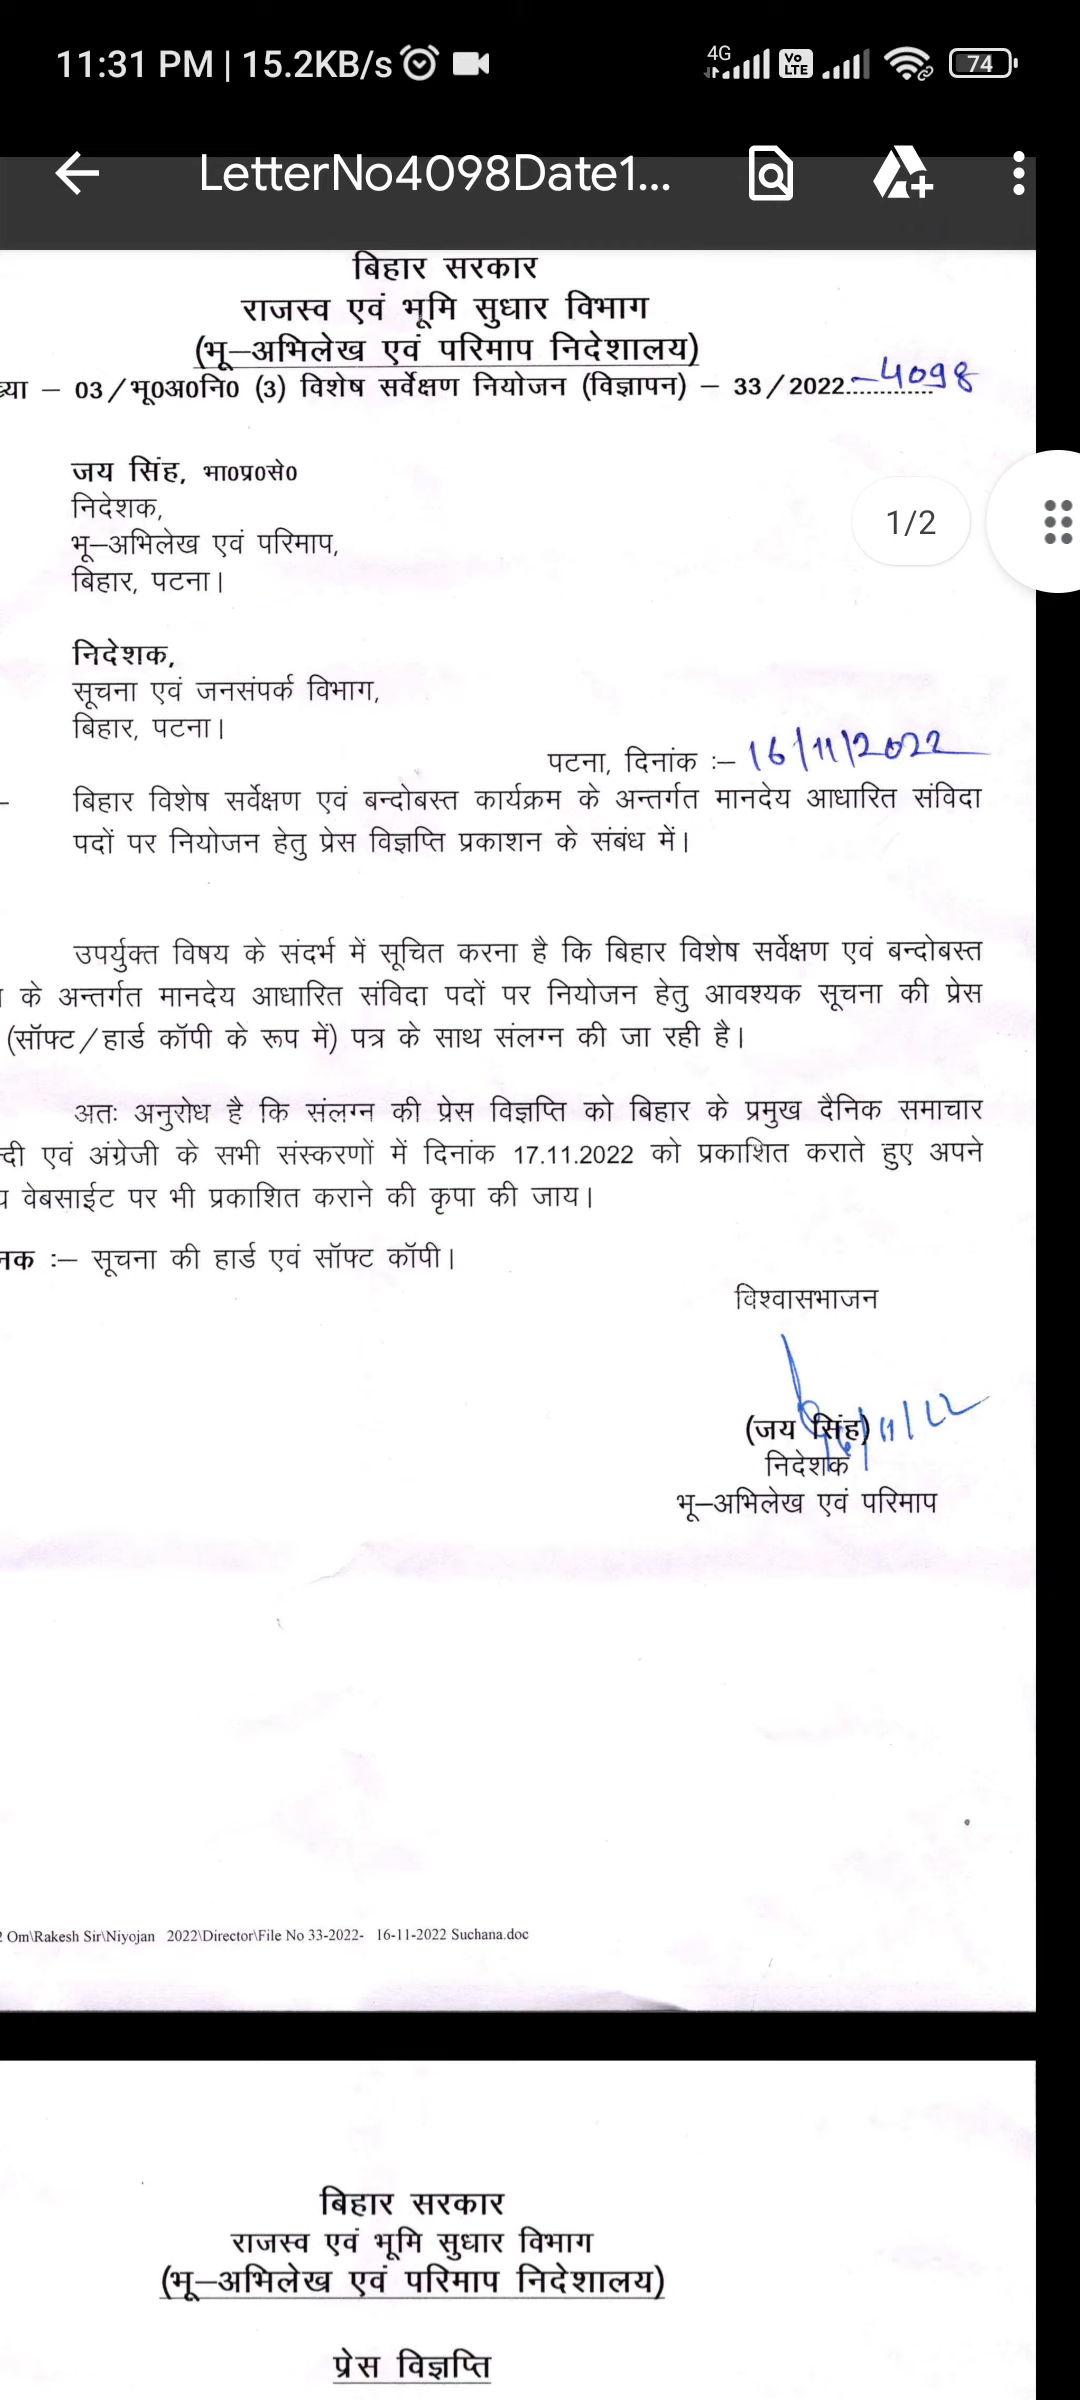 11:31 PM | 15.2KB/s
4G
Vo LTE
74
LetterNo4098Date1...
बिहार सरकार
राजस्व एवं भूमि सुधार विभाग
(भू–अभिलेख एवं परिमाप निदेशालय)
ख्या – 03/भू0अ0नि0 (3) विशेष सर्वेक्षण नियोजन (विज्ञापन) – 33/2022.............–4098
जय सिंह, भा0प्र0से0
निदेशक,
1/2
भू–अभिलेख एवं परिमाप,
बिहार, पटना।
निदेशक,
सूचना एवं जनसंपर्क विभाग,
बिहार, पटना।
पटना, दिनांक :– 16/11/2022
बिहार विशेष सर्वेक्षण एवं बन्दोबस्त कार्यक्रम के अन्तर्गत मानदेय आधारित संविदा
पदों पर नियोजन हेतु प्रेस विज्ञप्ति प्रकाशन के संबंध में।
उपर्युक्त विषय के संदर्भ में सूचित करना है कि बिहार विशेष सर्वेक्षण एवं बन्दोबस्त
के अन्तर्गत मानदेय आधारित संविदा पदों पर नियोजन हेतु आवश्यक सूचना की प्रेस
(सॉफ्ट/हार्ड कॉपी के रूप में) पत्र के साथ संलग्न की जा रही है।
अतः अनुरोध है कि संलग्न की प्रेस विज्ञप्ति को बिहार के प्रमुख दैनिक समाचार
न्दी एवं अंग्रेजी के सभी संस्करणों में दिनांक 17.11.2022 को प्रकाशित कराते हुए अपने
य वेबसाईट पर भी प्रकाशित कराने की कृपा की जाय।
नक :– सूचना की हार्ड एवं सॉफ्ट कॉपी।
विश्वासभाजन
(जय सिंह) 16/11/22
निदेशक
भू–अभिलेख एवं परिमाप
2 Om\Rakesh Sir\Niyojan 2022\Director\File No 33-2022- 16-11-2022 Suchana.doc
बिहार सरकार
राजस्व एवं भूमि सुधार विभाग
(भू–अभिलेख एवं परिमाप निदेशालय)
प्रेस विज्ञप्ति